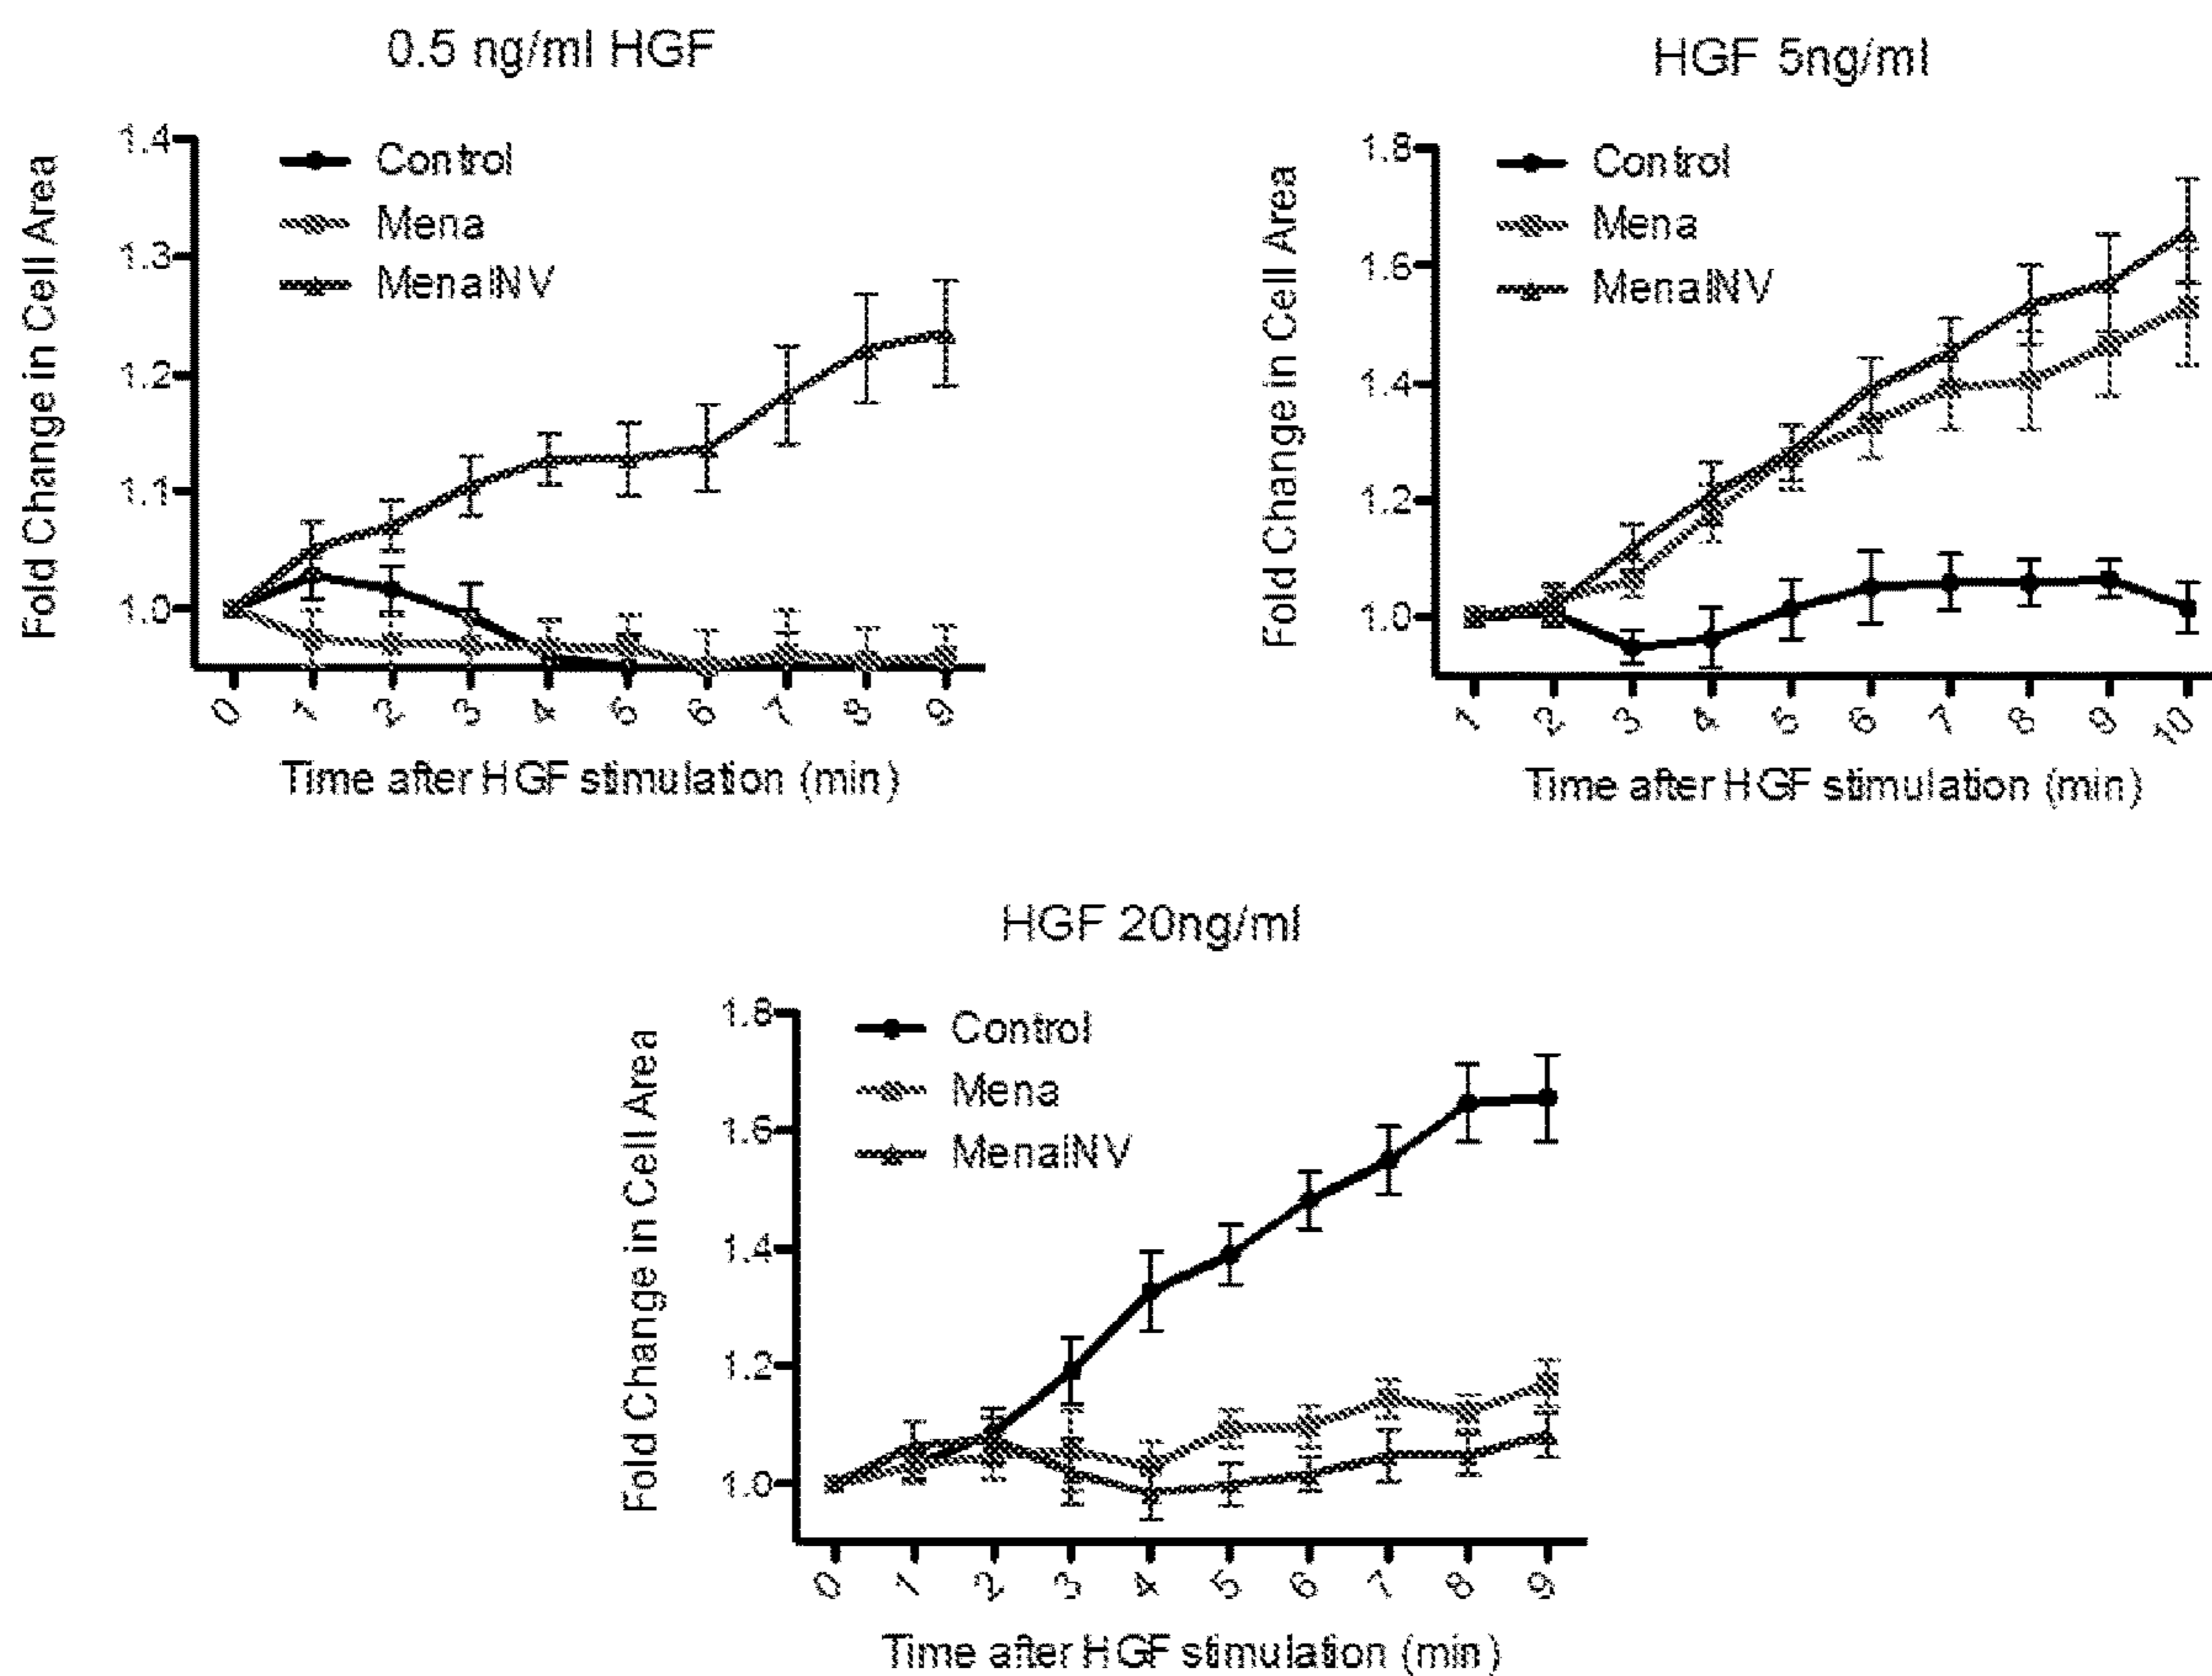 0.5 ng/ml HGF
Fold Change in Cell Area
1.4
1.3
1.2
1.1
1.0
Control
Mena
MenaINV
0 1 2 3 4 5 6 7 8 9
Time after HGF stimulation (min)
HGF 5ng/ml
Fold Change in Cell Area
1.8
1.6
1.4
1.2
1.0
Control
Mena
MenaINV
1 2 3 4 5 6 7 8 9 10
Time after HGF stimulation (min)
HGF 20ng/ml
Fold Change in Cell Area
1.8
1.6
1.4
1.2
1.0
Control
Mena
MenaINV
0 1 2 3 4 5 6 7 8 9
Time after HGF stimulation (min)